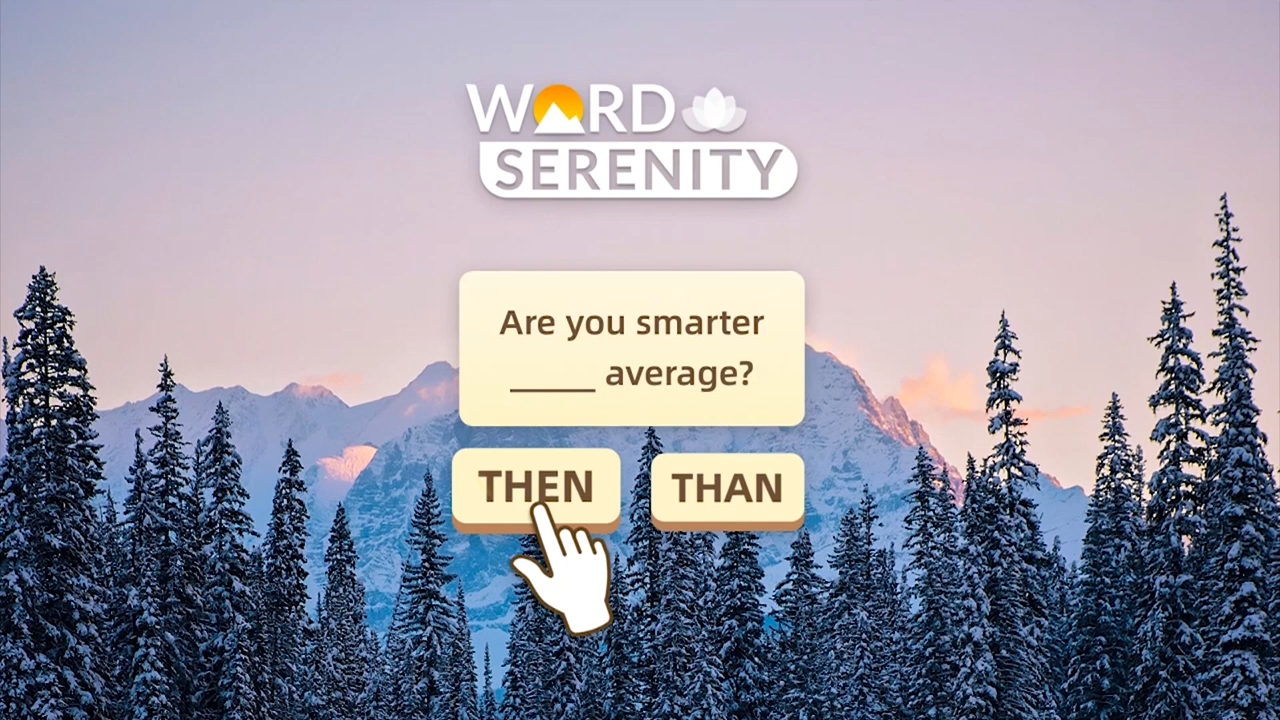 WORD
SERENITY
Are you smarter
_____ average?
THEN
THAN